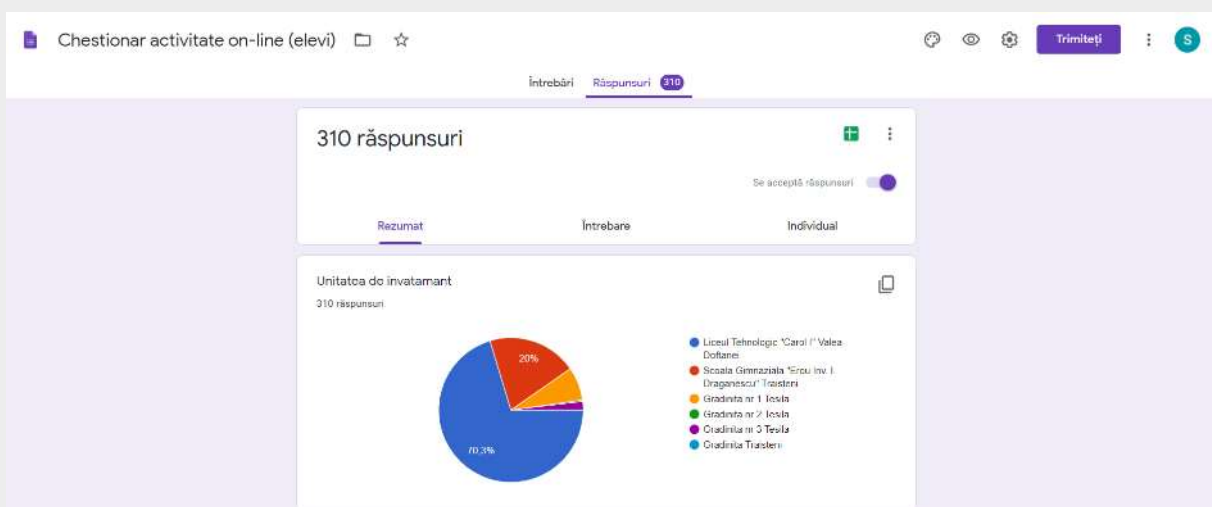 Chestionar activitate on-line (elevi)
Trimiteți
S
Întrebări Răspunsuri 310
310 răspunsuri
Se acceptă răspunsuri
Rezumat Întrebare Individual
Unitatea de invatamant
310 răspunsuri
20%
70,3%
Liceul Tehnologic "Carol I" Valea
Doftanei
Scoala Gimnaziala "Erou Inv. I.
Draganescu" Traisteni
Gradinita nr 1 Tesila
Gradinita nr 2 Tesila
Gradinita nr 3 Tesila
Gradinita Traisteni